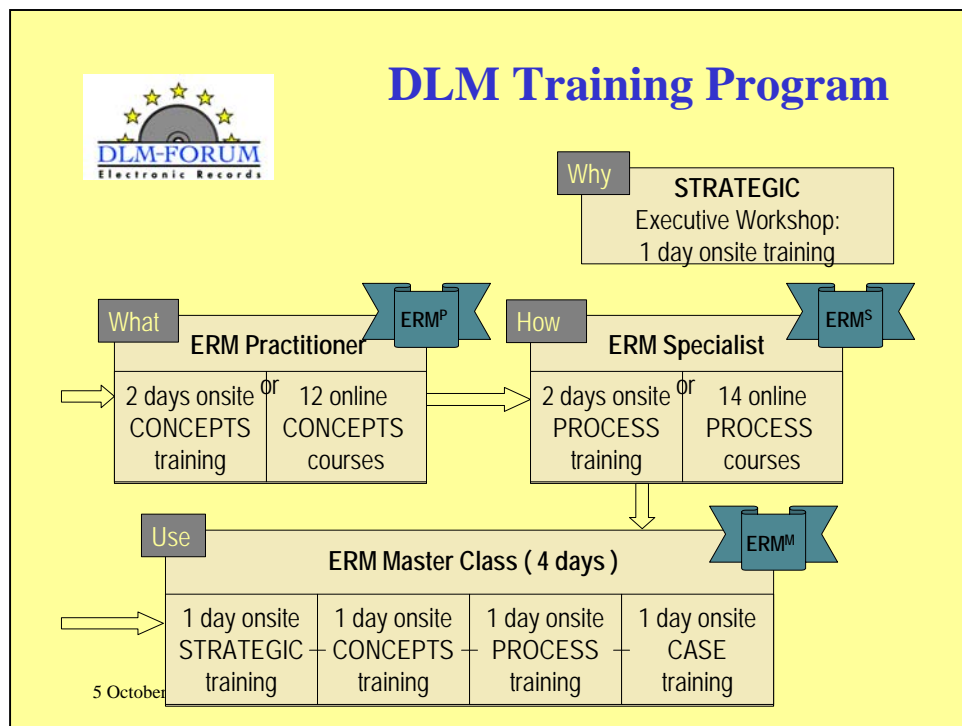 DLM Training Program
DLM-FORUM
Electronic Records
Why
STRATEGIC
Executive Workshop:
1 day onsite training
What
ERMP
ERM Practitioner
2 days onsite
CONCEPTS
training
or
12 online
CONCEPTS
courses
How
ERMS
ERM Specialist
2 days onsite
PROCESS
training
or
14 online
PROCESS
courses
Use
ERMM
ERM Master Class ( 4 days )
1 day onsite
STRATEGIC
training
1 day onsite
CONCEPTS
training
1 day onsite
PROCESS
training
1 day onsite
CASE
training
5 October